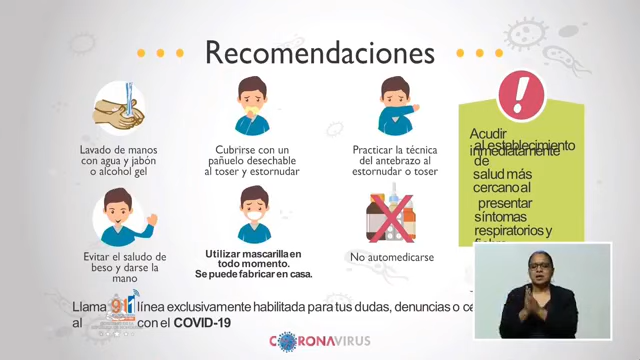 Recomendaciones
Lavado de manos
con agua y jabón
o alcohol gel
Cubrirse con un
pañuelo desechable
al toser y estornudar
Practicar la técnica
del antebrazo al
estornudar o toser
Acudir
al establecimiento
inmediatamente
de
salud más
cercano al
presentar
síntomas
respiratorios y
Evitar el saludo de
beso y darse la
mano
Utilizar mascarilla en
todo momento.
Se puede fabricar en casa.
No automedicarse
Llama 911 línea exclusivamente habilitada para tus dudas, denuncias o
al con el COVID-19
CORONAVIRUS